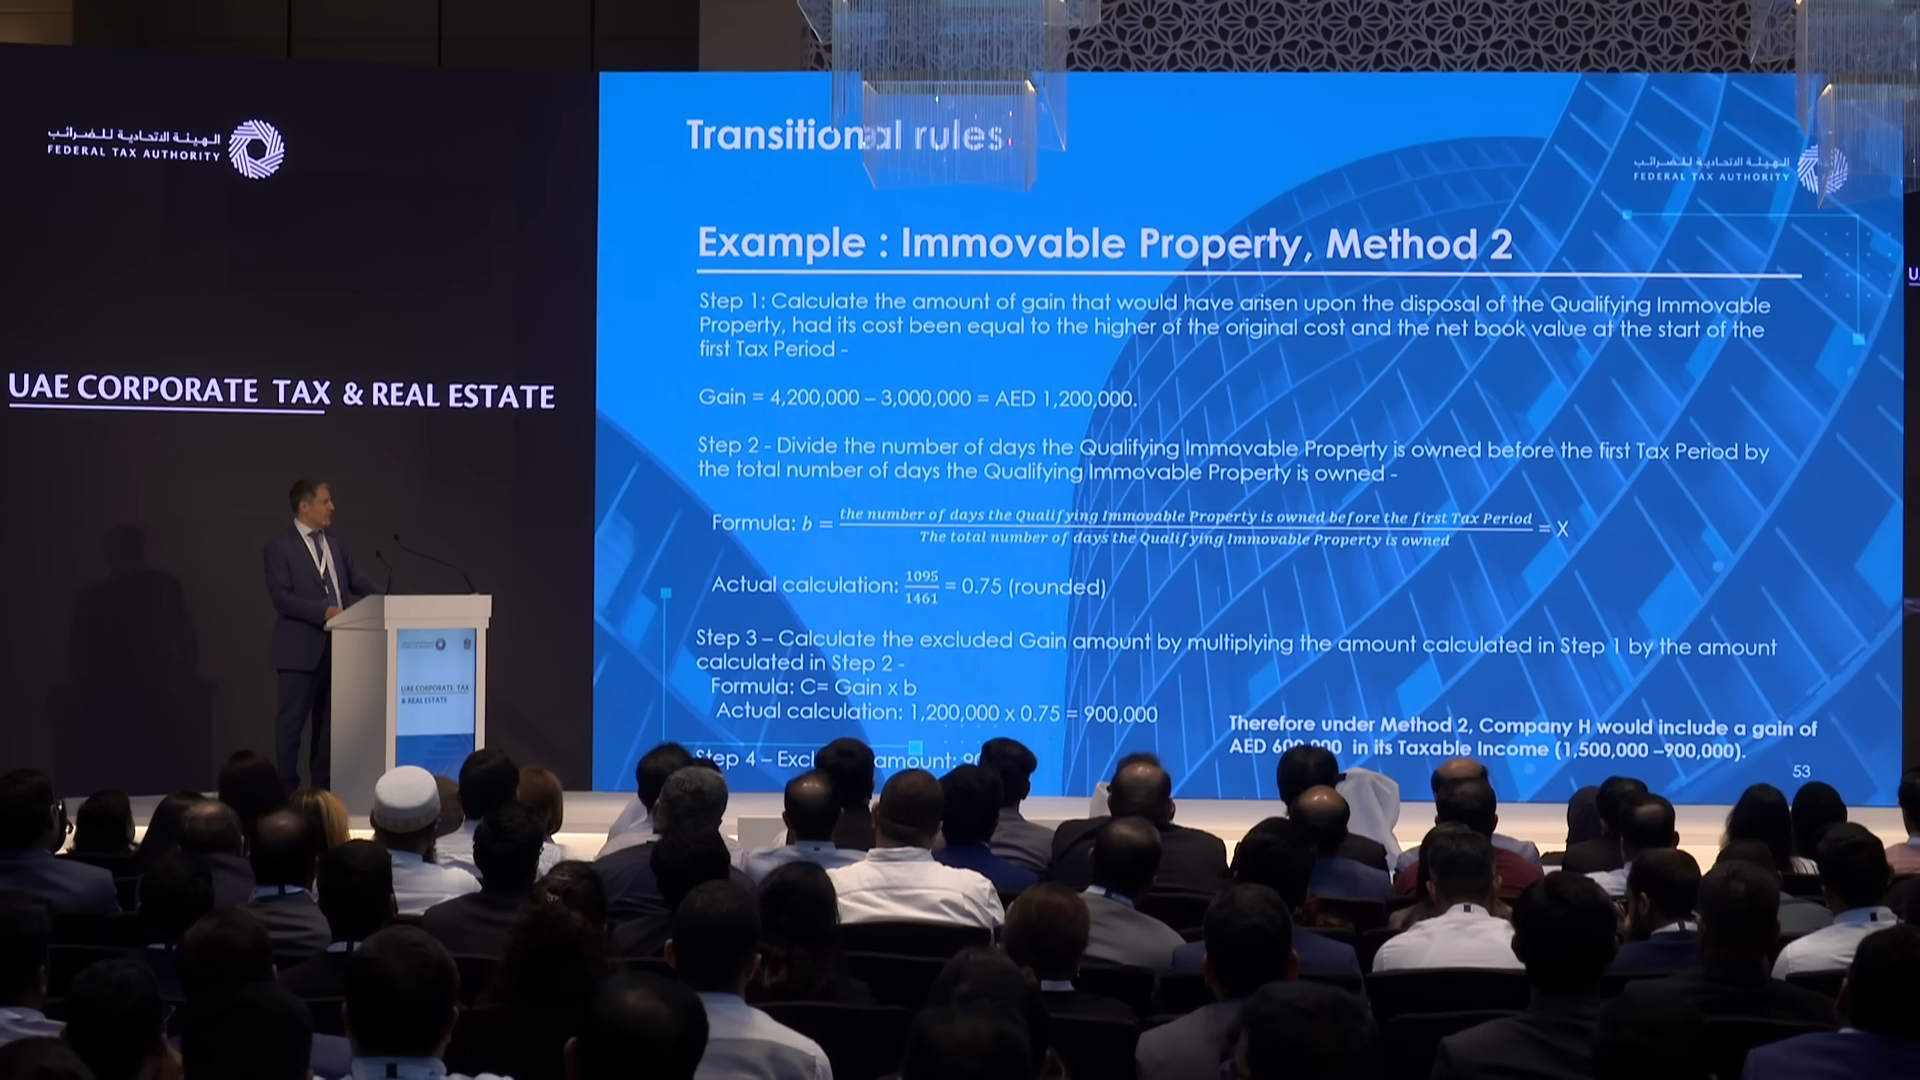 الهيئة الاتحادية للضرائب
FEDERAL TAX AUTHORITY
UAE CORPORATE TAX & REAL ESTATE
Transitional rules
الهيئة الاتحادية للضرائب
FEDERAL TAX AUTHORITY
Example : Immovable Property, Method 2
Step 1: Calculate the amount of gain that would have arisen upon the disposal of the Qualifying Immovable
Property, had its cost been equal to the higher of the original cost and the net book value at the start of the
first Tax Period -
Gain = 4,200,000 – 3,000,000 = AED 1,200,000.
Step 2 - Divide the number of days the Qualifying Immovable Property is owned before the first Tax Period by
the total number of days the Qualifying Immovable Property is owned -
Formula: b = the number of days the Qualifying Immovable Property is owned before the first Tax Period
The total number of days the Qualifying Immovable Property is owned
= X
Actual calculation: 1095
1461
= 0.75 (rounded)
Step 3 – Calculate the excluded Gain amount by multiplying the amount calculated in Step 1 by the amount
calculated in Step 2 -
Formula: C= Gain x b
Actual calculation: 1,200,000 x 0.75 = 900,000
Step 4 – amount:
Therefore under Method 2, Company H would include a gain of
AED 600,000 in its Taxable Income (1,500,000 –900,000).
53
UAE CORPORATE TAX
& REAL ESTATE